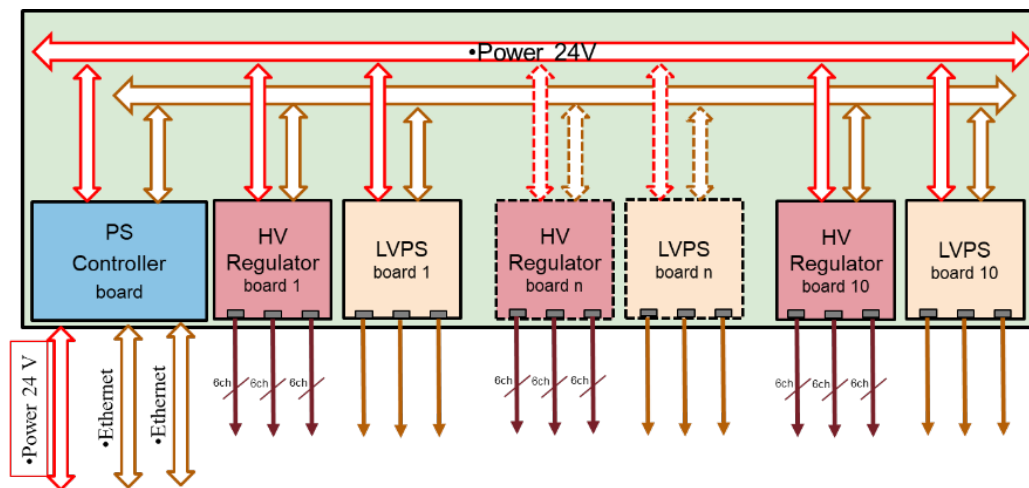 •Power 24V
PS
Controller
board
HV
Regulator
board 1
LVPS
board 1
HV
Regulator
board n
LVPS
board n
HV
Regulator
board 10
LVPS
board 10
•Power 24 V
•Ethernet
•Ethernet
6ch
6ch
6ch
6ch
6ch
6ch
6ch
6ch
6ch